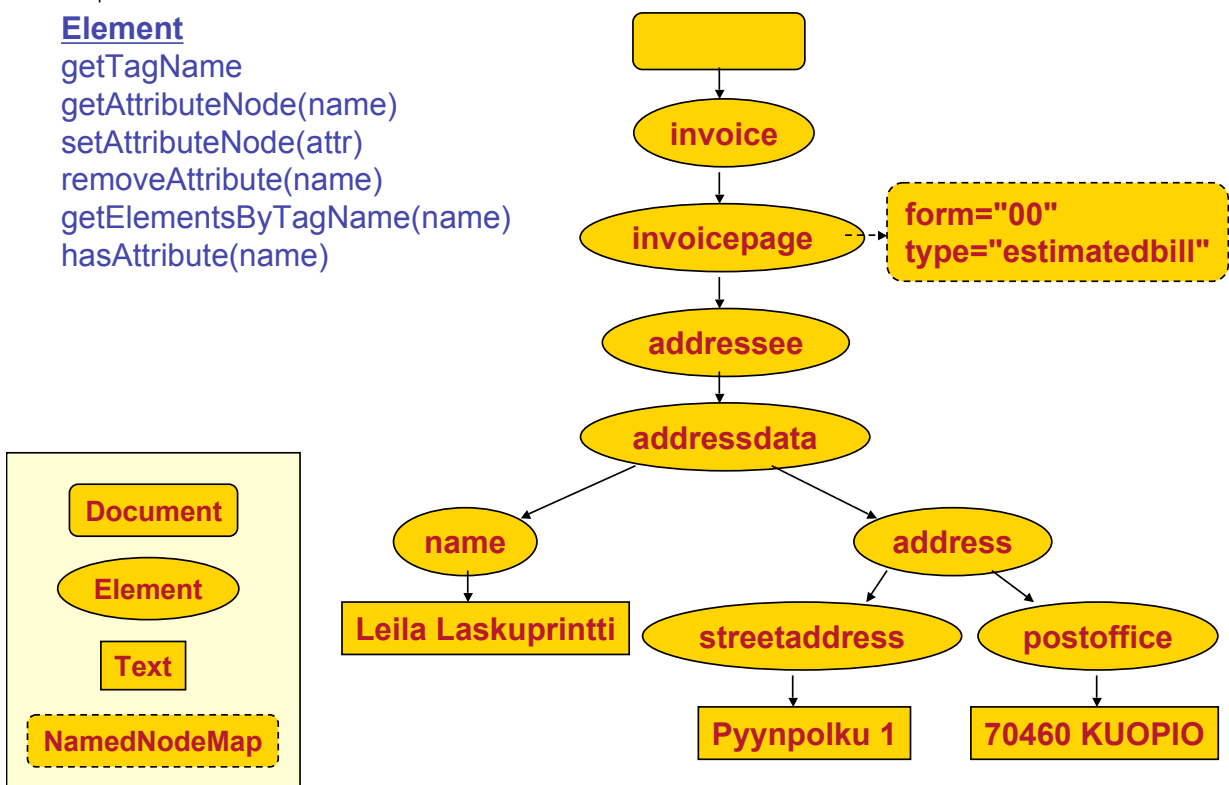 Element
getTagName
getAttributeNode(name)
setAttributeNode(attr)
removeAttribute(name)
getElementsByTagName(name)
hasAttribute(name)
invoice
invoicepage
form="00"
type="estimatedbill"
addressee
addressdata
name
address
Leila Laskuprintti
streetaddress
postoffice
Pyynpolku 1
70460 KUOPIO
Document
Element
Text
NamedNodeMap